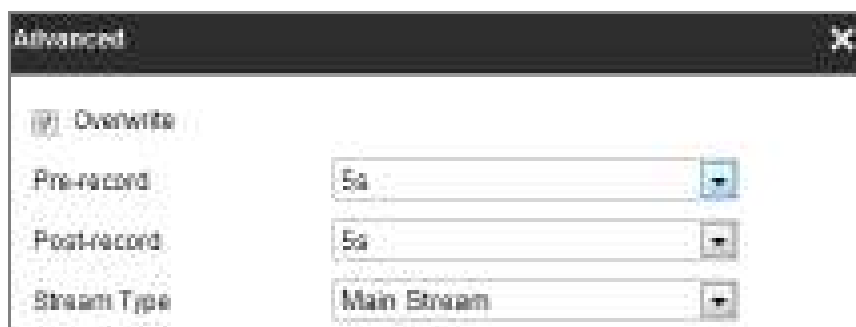 Advanced
Overwrite
Pre-record 5s
Post-record 5s
Stream Type Main Stream